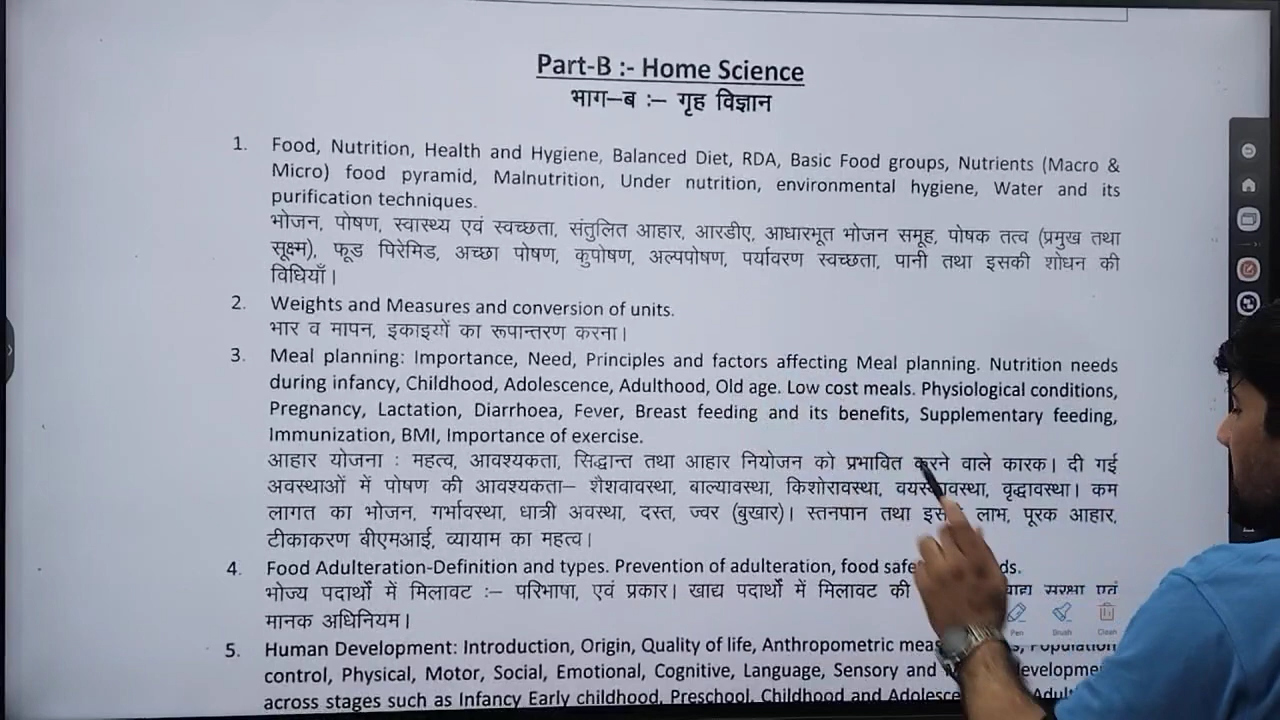 Part-B :- Home Science
भाग–ब :– गृह विज्ञान
1. Food, Nutrition, Health and Hygiene, Balanced Diet, RDA, Basic Food groups, Nutrients (Macro &
Micro) food pyramid, Malnutrition, Under nutrition, environmental hygiene, Water and its
purification techniques.
भोजन, पोषण, स्वास्थ्य एवं स्वच्छता, संतुलित आहार, आरडीए, आधारभूत भोजन समूह, पोषक तत्व (प्रमुख तथा
सूक्ष्म), फूड पिरेमिड, अच्छा पोषण, कुपोषण, अल्पपोषण, पर्यावरण स्वच्छता, पानी तथा इसकी शोधन की
विधियाँ।
2. Weights and Measures and conversion of units.
भार व मापन, इकाइयों का रूपान्तरण करना।
3. Meal planning: Importance, Need, Principles and factors affecting Meal planning. Nutrition needs
during infancy, Childhood, Adolescence, Adulthood, Old age. Low cost meals. Physiological conditions,
Pregnancy, Lactation, Diarrhoea, Fever, Breast feeding and its benefits, Supplementary feeding,
Immunization, BMI, Importance of exercise.
आहार योजना : महत्व, आवश्यकता, सिद्धान्त तथा आहार नियोजन को प्रभावित करने वाले कारक। दी गई
अवस्थाओं में पोषण की आवश्यकता– शैशवावस्था, बाल्यावस्था, किशोरावस्था, वृद्धावस्था। कम
लागत का भोजन, गर्भावस्था, धात्री अवस्था, दस्त, ज्वर (बुखार)। स्तनपान तथा लाभ, पूरक आहार,
टीकाकरण बीएमआई, व्यायाम का महत्व।
4. Food Adulteration-Definition and types. Prevention of adulteration, food
भोज्य पदार्थों में मिलावट :– परिभाषा, एवं प्रकार। खाद्य पदार्थों में मिलावट की सुरक्षा एवं
मानक अधिनियम।
Pen Brush Clean
5. Human Development: Introduction, Origin, Quality of life, Anthropometric Population
control, Physical, Motor, Social, Emotional, Cognitive, Language, Sensory and
across stages such as Infancy Early childhood, Preschool, Childhood and